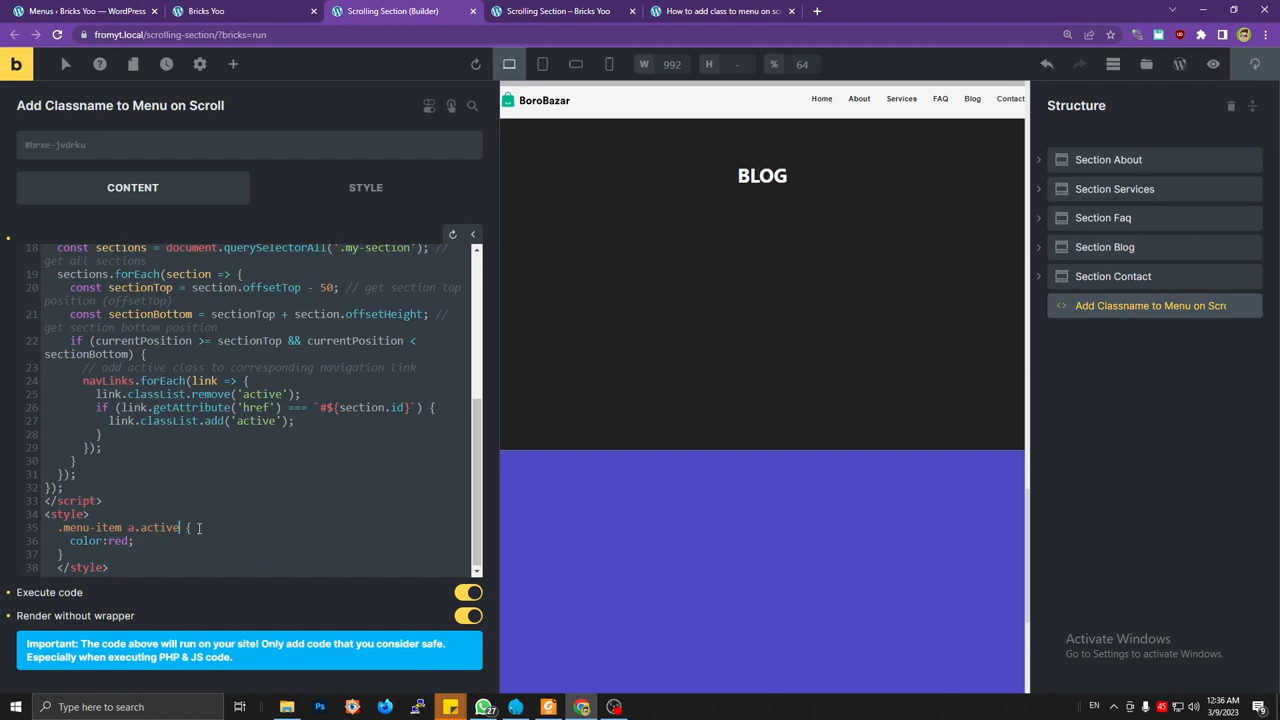 Menus ‹ Bricks Yoo — WordPress
Bricks Yoo
Scrolling Section (Builder)
Scrolling Section – Bricks Yoo
How to add class to menu on scr
fromyt.local/scrolling-section/?bricks=run
b
W 992 H - % 64
Add Classname to Menu on Scroll
#brxe-jvdrku
CONTENT STYLE
18 const sections = document.querySelectorAll('.my-section'); //
get all sections
19 sections.forEach(section => {
20 const sectionTop = section.offsetTop - 50; // get section top
position (offsetTop)
21 const sectionBottom = sectionTop + section.offsetHeight; //
get section bottom position
22 if (currentPosition >= sectionTop && currentPosition <
sectionBottom) {
23 // add active class to corresponding navigation link
24 navLinks.forEach(link => {
25 link.classList.remove('active');
26 if (link.getAttribute('href') === `#${section.id}`) {
27 link.classList.add('active');
28 }
29 });
30 }
31 });
32 });
33 </script>
34 <style>
35 .menu-item a.active {
36 color:red;
37 }
38 </style>
Execute code
Render without wrapper
Important: The code above will run on your site! Only add code that you consider safe.
Especially when executing PHP & JS code.
BoroBazar
Home About Services FAQ Blog Contact
BLOG
Structure
Section About
Section Services
Section Faq
Section Blog
Section Contact
Add Classname to Menu on Scro
Activate Windows
Go to Settings to activate Windows.
Type here to search
Ps
27
EN
45
12:36 AM
3/9/2023